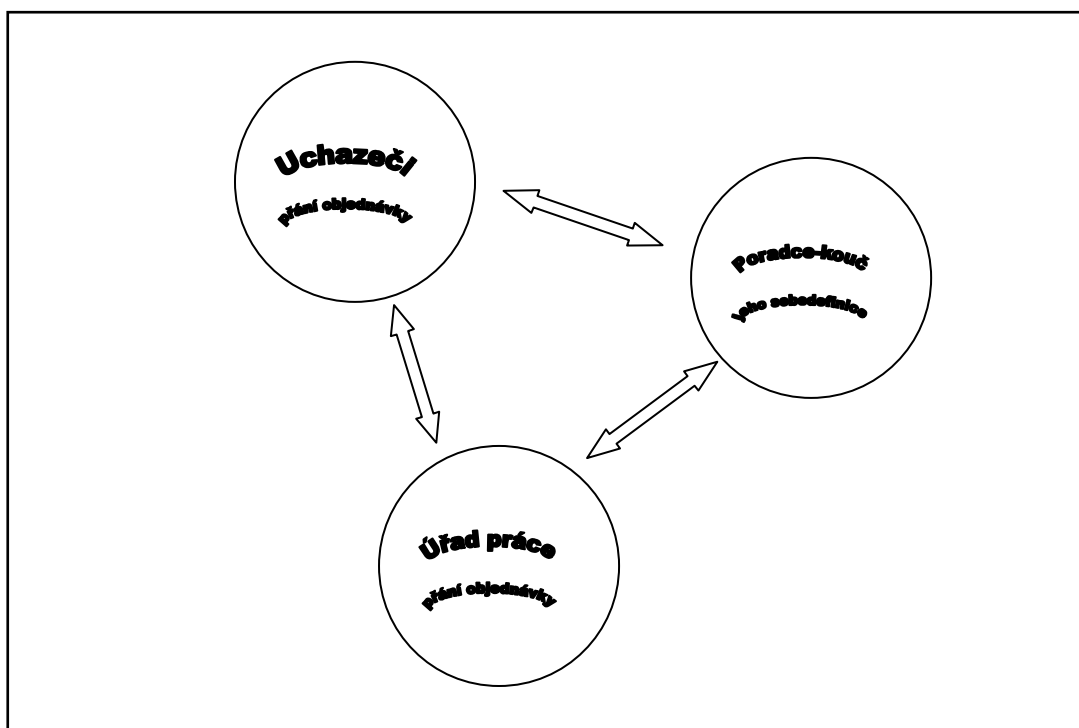 Uchazeči
přání objednávky
Poradce-kouč
jeho sebedefinice
Úřad práce
přání objednávky